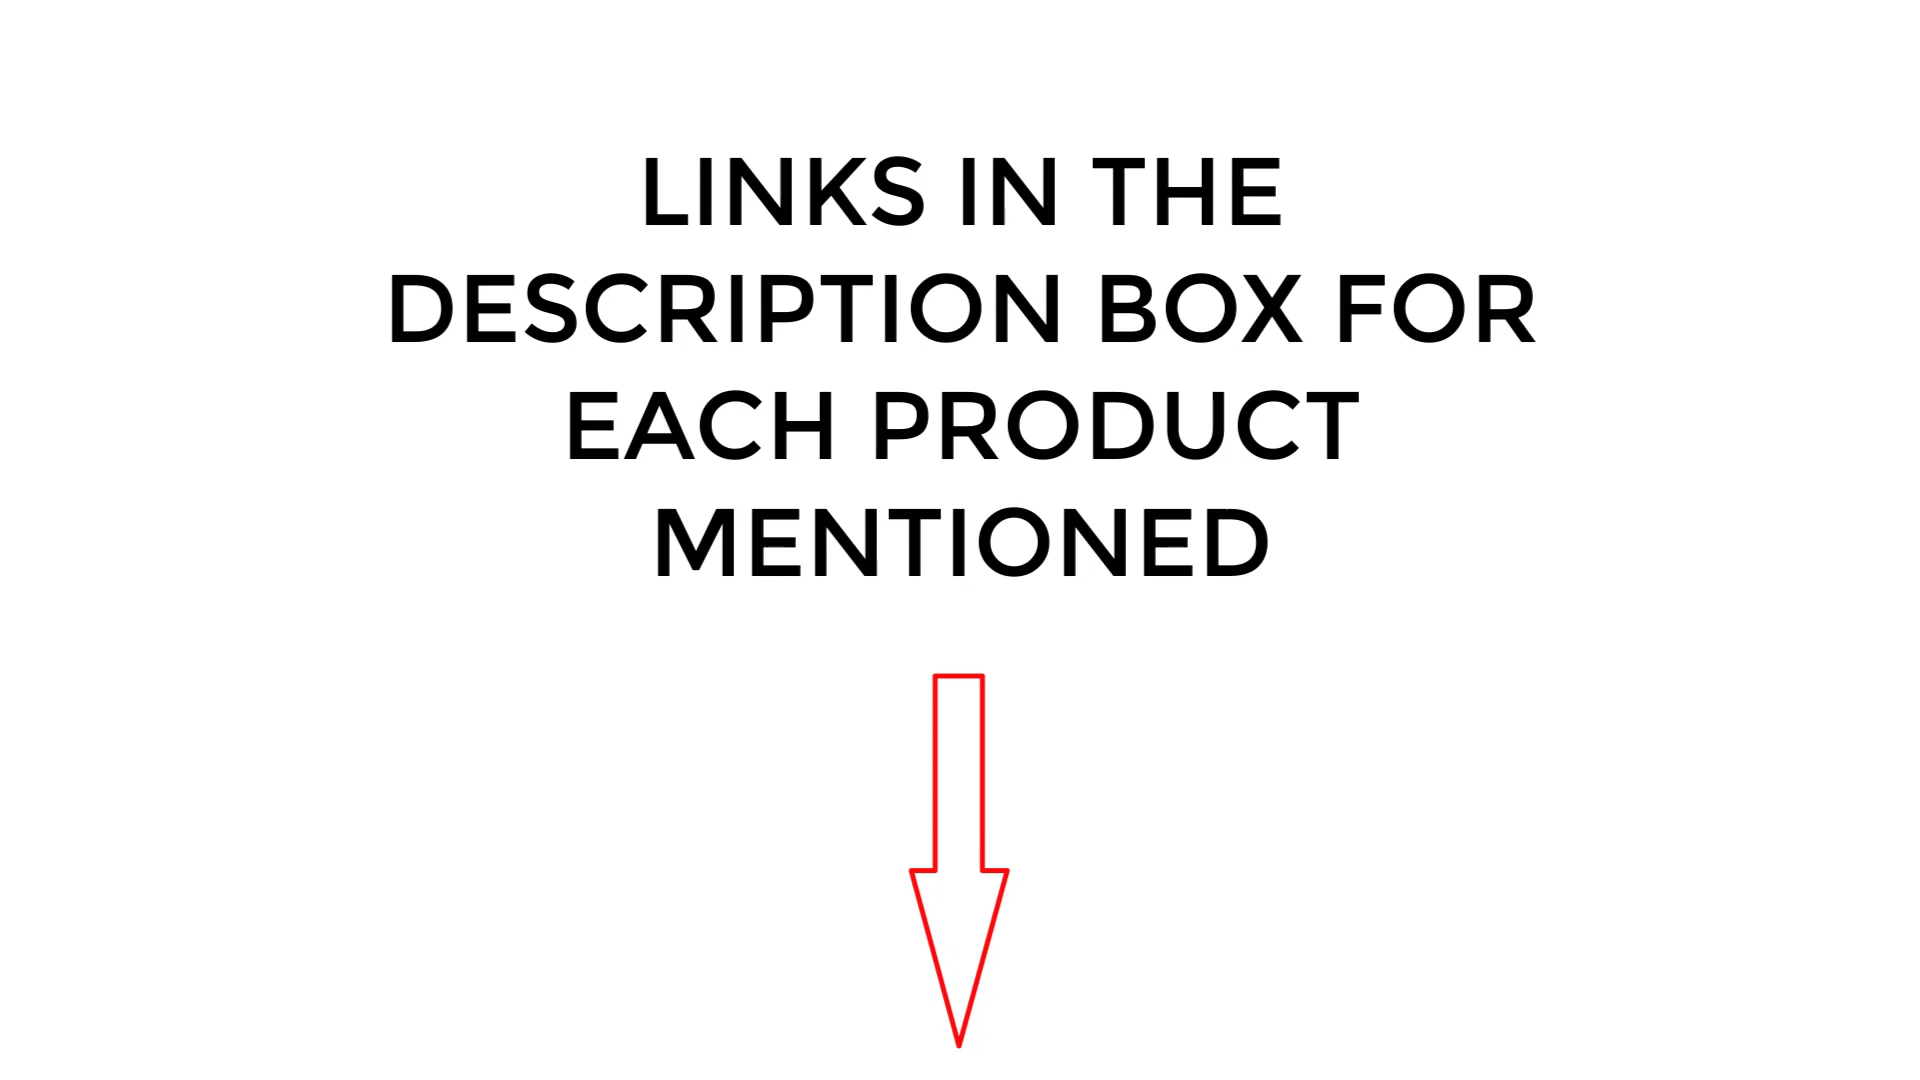 LINKS IN THE
DESCRIPTION BOX FOR
EACH PRODUCT
MENTIONED